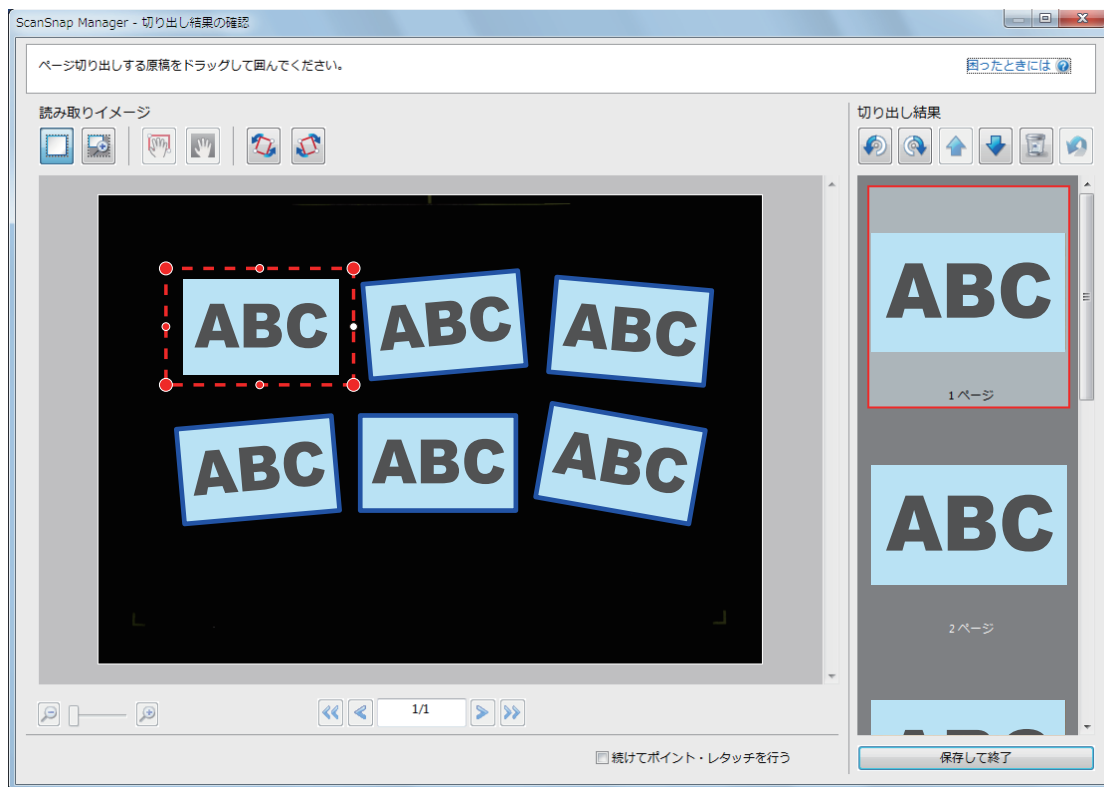 ScanSnap Manager - 切り出し結果の確認
ページ切り出しする原稿をドラッグして囲んでください。
困ったときには
読み取りイメージ
切り出し結果
ABC
ABC
ABC
ABC
ABC
ABC
ABC
1 ページ
ABC
2 ページ
1/1
続けてポイント・レタッチを行う
保存して終了